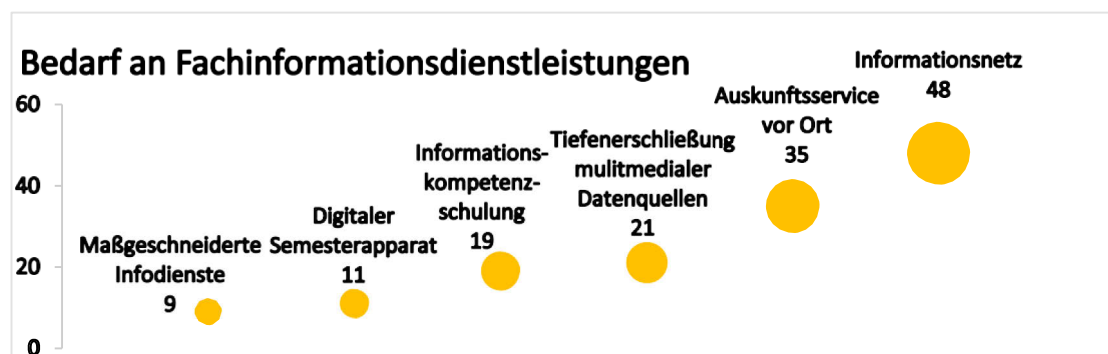 Bedarf an Fachinformationsdienstleistungen
60
40
20
0
Maßgeschneiderte
Infodienste
9
Digitaler
Semesterapparat
11
Informations-
kompetenz-
schulung
19
Tiefenerschließung
mulitmedialer
Datenquellen
21
Auskunftsservice
vor Ort
35
Informationsnetz
48